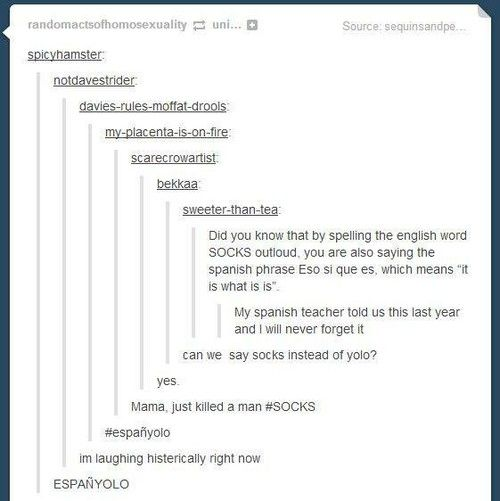 randomactsofhomosexuality uni...
Source: sequinsandpe...
spicyhamster:
notdavestrider:
davies-rules-moffat-drools:
my-placenta-is-on-fire:
scarecrowartist:
bekkaa:
sweeter-than-tea:
Did you know that by spelling the english word
SOCKS outloud, you are also saying the
spanish phrase Eso si que es, which means “it
is what is is”.
My spanish teacher told us this last year
and I will never forget it
can we say socks instead of yolo?
yes.
Mama, just killed a man #SOCKS
#españyolo
im laughing histerically right now
ESPAÑYOLO